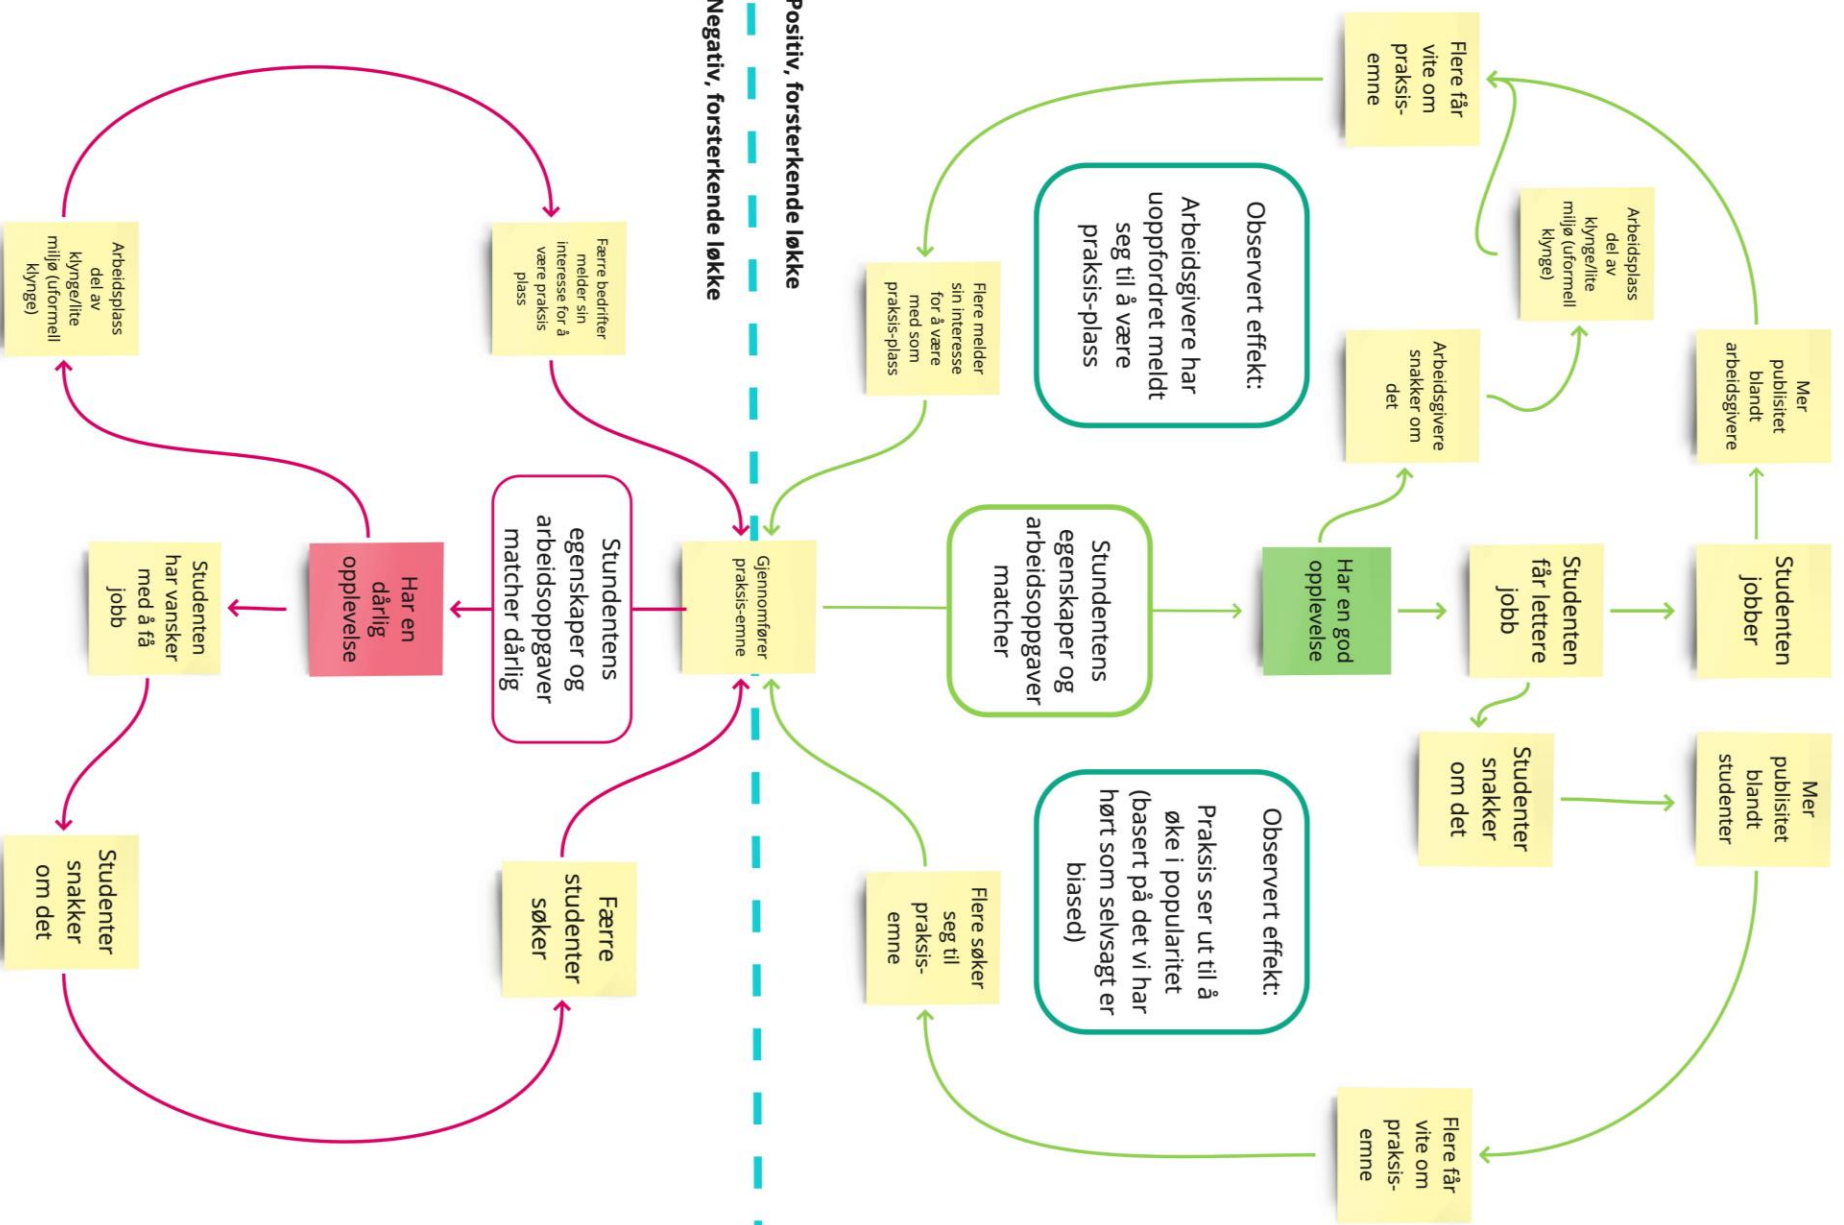 Mer
publisitet
blandt
arbeidsgivere
Studenten
jobber
Mer
publisitet
blandt
studenter
Arbeidsplass
del av
klynge/lite
miljø (uformell
klynge)
Studenten
får lettere
jobb
Studenter
snakker
om det
Flere får
vite om
praksis-
emne
Arbeidsgivere
snakker om
det
Har en god
opplevelse
Flere får
vite om
praksis-
emne
Observert effekt:
Arbeidsgivere har
uoppfordret meldt
seg til å være
praksis-plass
Stundentens
egenskaper og
arbeidsoppgaver
matcher
Observert effekt:
Praksis ser ut til å
øke i popularitet
(basert på det vi har
hørt som selvsagt er
biased)
Flere melder
sin interesse
for å være
med som
praksis-plass
Flere søker
seg til
praksis-
emne
Positiv, forsterkende løkke
Gjennomfører
praksis-emne
Negativ, forsterkende løkke
Færre bedrifter
melder sin
interesse for å
være praksis
plass
Stundentens
egenskaper og
arbeidsoppgaver
matcher dårlig
Færre
studenter
søker
Har en
dårlig
opplevelse
Studenten
har vansker
med å få
jobb
Arbeidsplass
del av
klynge/lite
miljø (uformell
klynge)
Studenter
snakker
om det